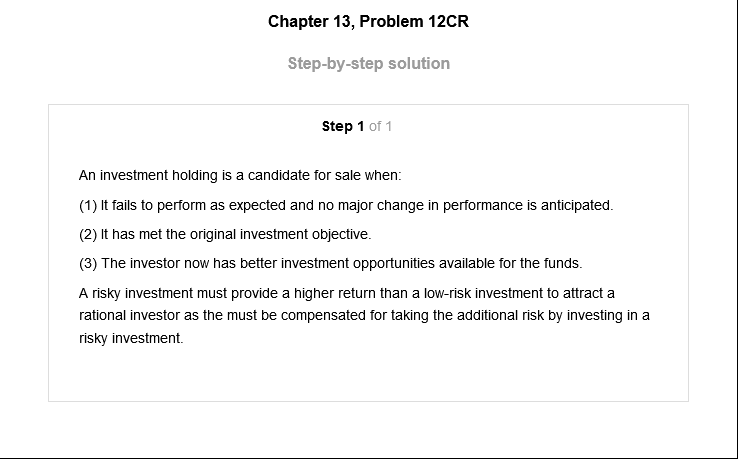 Chapter 13, Problem 12CR
Step-by-step solution
Step 1 of 1
An investment holding is a candidate for sale when:
(1) It fails to perform as expected and no major change in performance is anticipated.
(2) It has met the original investment objective.
(3) The investor now has better investment opportunities available for the funds.
A risky investment must provide a higher return than a low-risk investment to attract a
rational investor as the must be compensated for taking the additional risk by investing in a
risky investment.